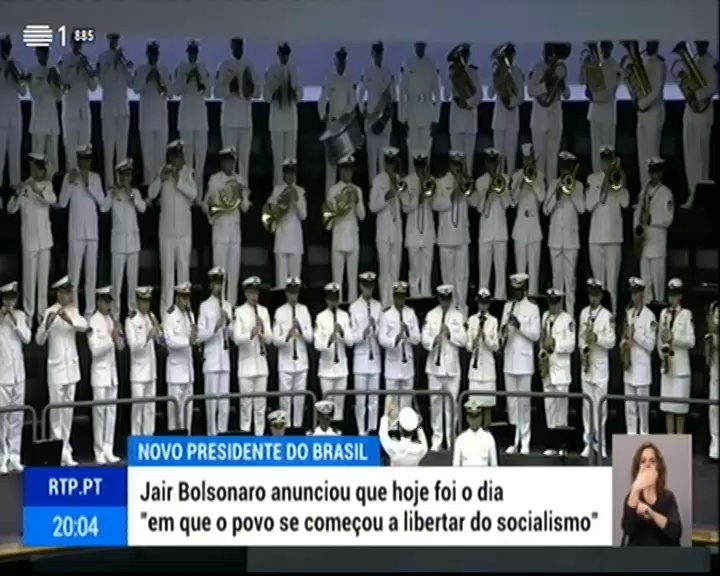 1 885
NOVO PRESIDENTE DO BRASIL
RTP.PT
Jair Bolsonaro anunciou que hoje foi o dia
20:04
"em que o povo se começou a libertar do socialismo"